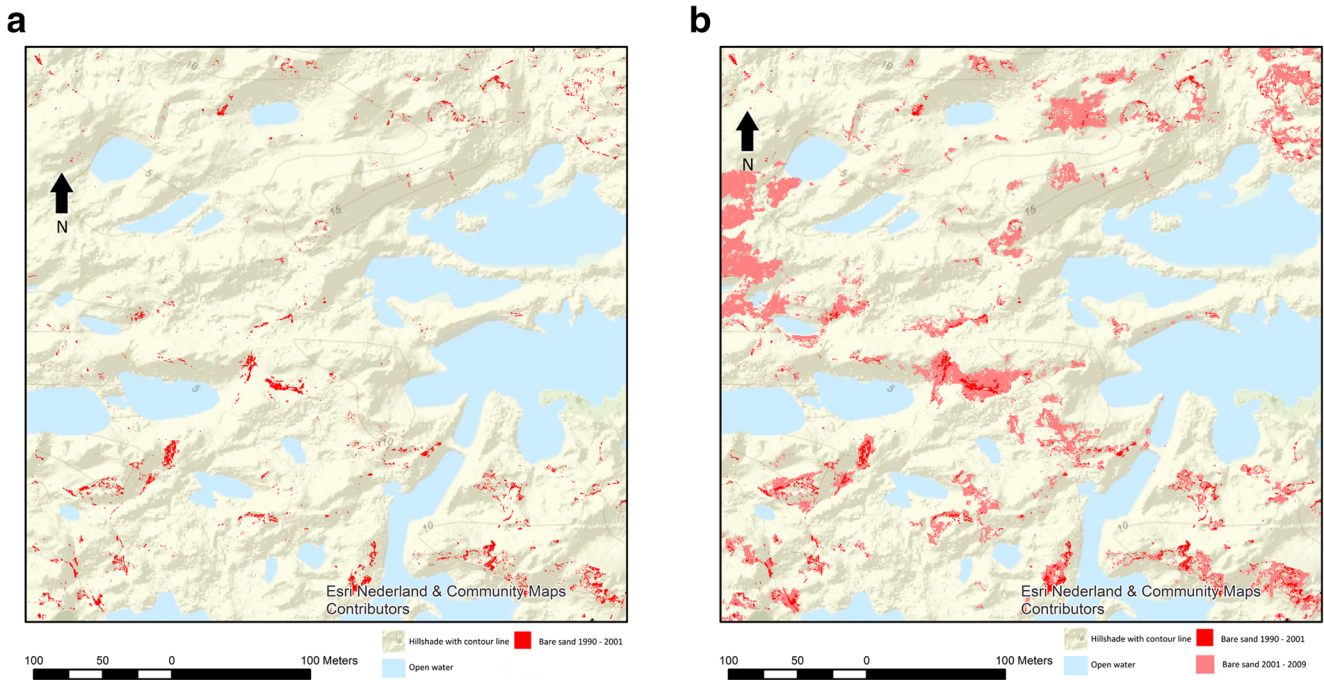 a
b
10
N
5
15
5
10
10
Esri Nederland & Community Maps
Contributors
N
5
15
5
10
10
Esri Nederland & Community Maps
Contributors
Hillshade with contour line
Bare sand 1990 - 2001
Open water
100 50 0 100 Meters
Hillshade with contour line
Bare sand 1990 - 2001
Open water
Bare sand 2001 - 2009
100 50 0 100 Meters